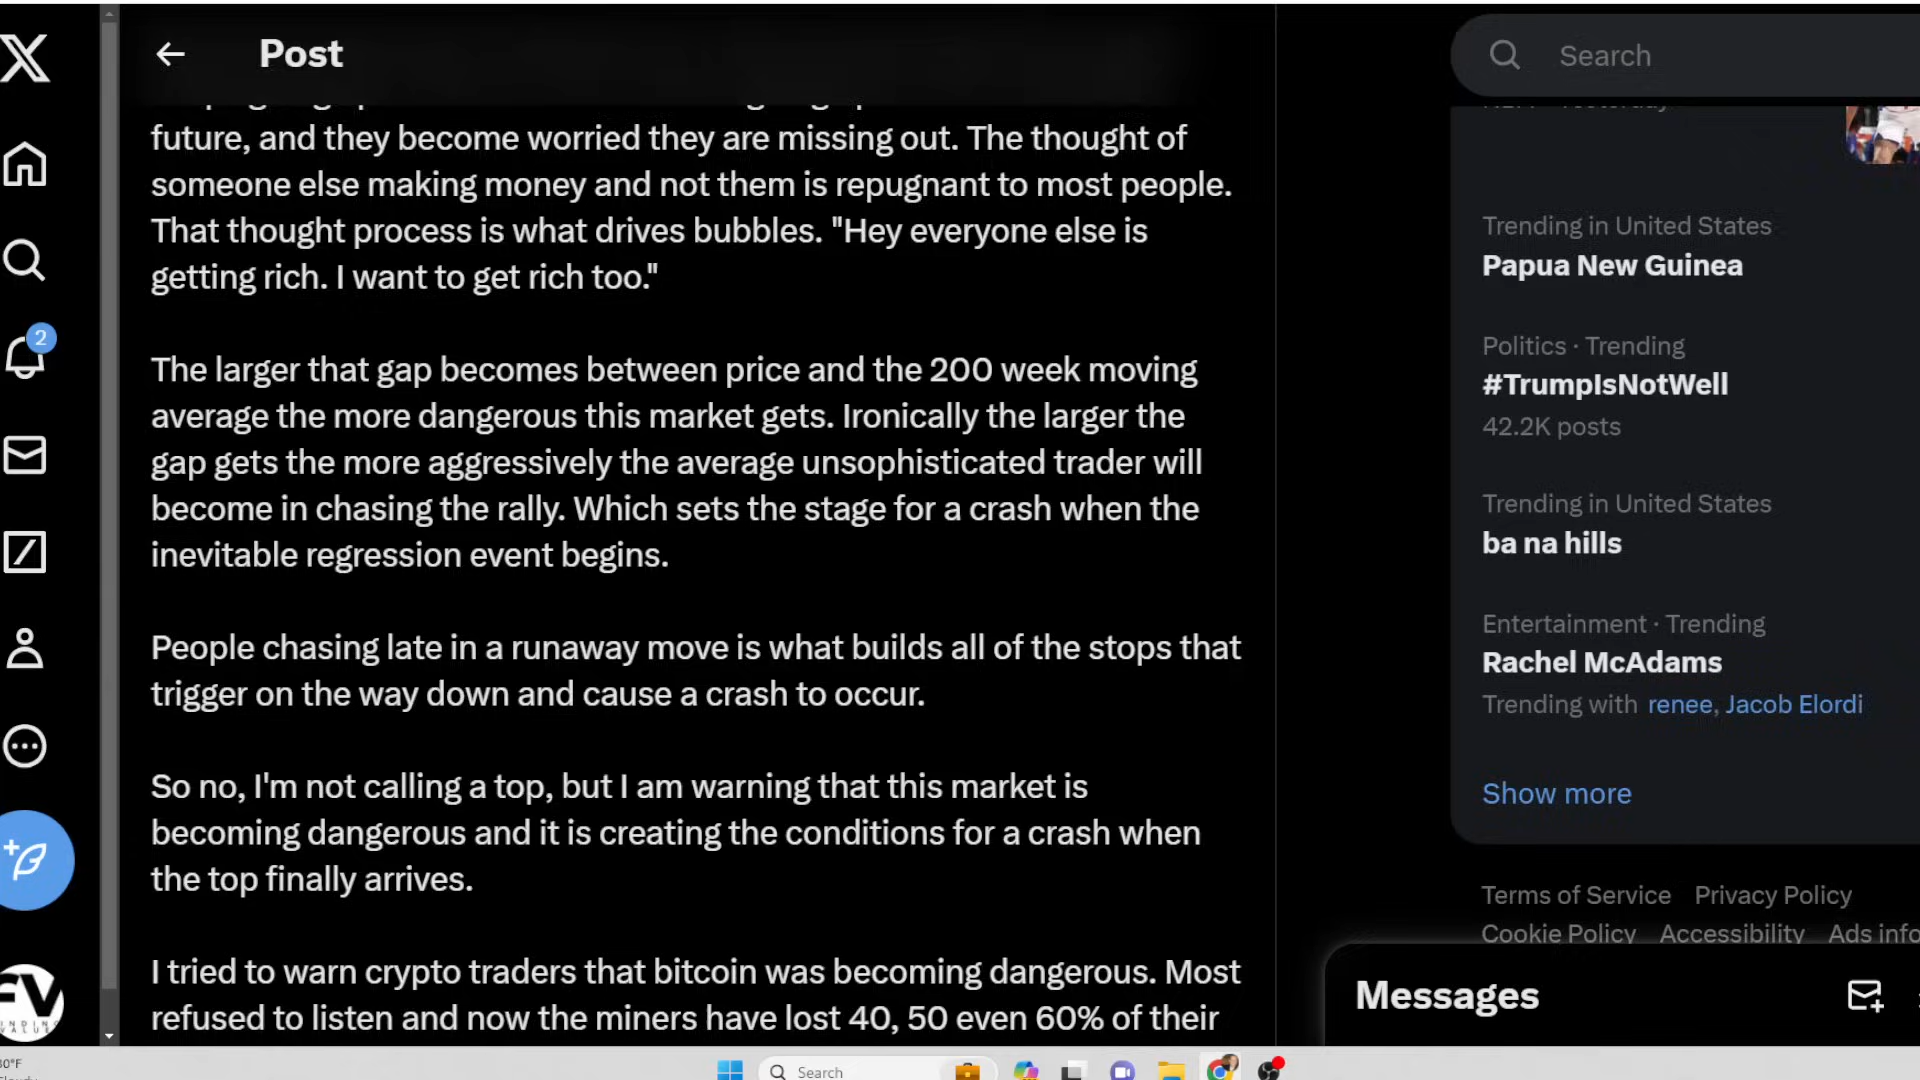 Post
Search
future, and they become worried they are missing out. The thought of
someone else making money and not them is repugnant to most people.
That thought process is what drives bubbles. "Hey everyone else is
getting rich. I want to get rich too."
The larger that gap becomes between price and the 200 week moving
average the more dangerous this market gets. Ironically the larger the
gap gets the more aggressively the average unsophisticated trader will
become in chasing the rally. Which sets the stage for a crash when the
inevitable regression event begins.
People chasing late in a runaway move is what builds all of the stops that
trigger on the way down and cause a crash to occur.
So no, I'm not calling a top, but I am warning that this market is
becoming dangerous and it is creating the conditions for a crash when
the top finally arrives.
I tried to warn crypto traders that bitcoin was becoming dangerous. Most
refused to listen and now the miners have lost 40, 50 even 60% of their
2
Trending in United States
Papua New Guinea
Politics · Trending
#TrumpIsNotWell
42.2K posts
Trending in United States
ba na hills
Entertainment · Trending
Rachel McAdams
Trending with renee, Jacob Elordi
Show more
Terms of Service Privacy Policy
Cookie Policy Accessibility Ads info
Messages
FV
Search